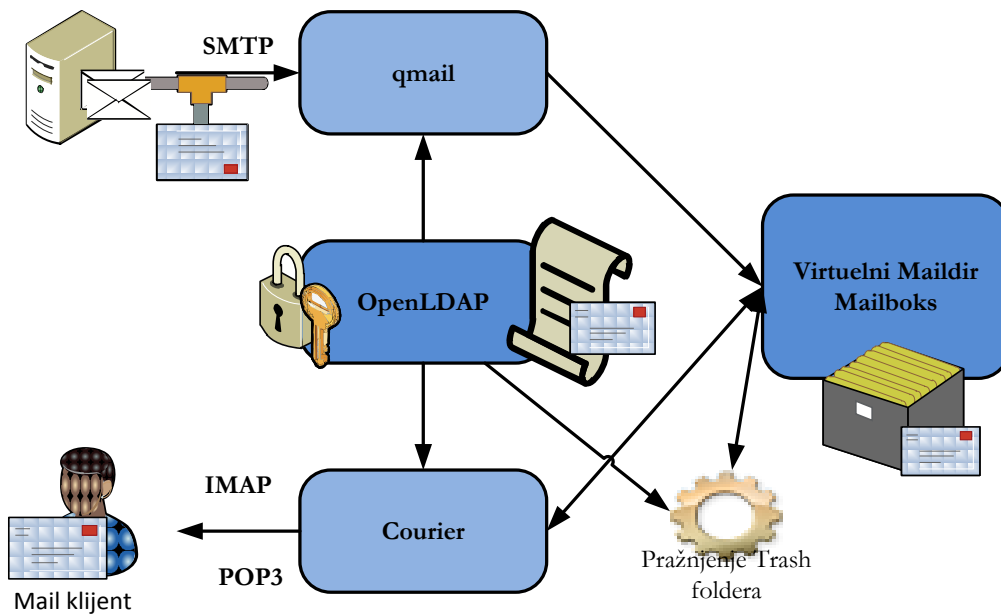 SMTP
qmail
OpenLDAP
Virtuelni Maildir
Mailboks
IMAP
Courier
POP3
Mail klijent
Pražnjenje Trash
foldera